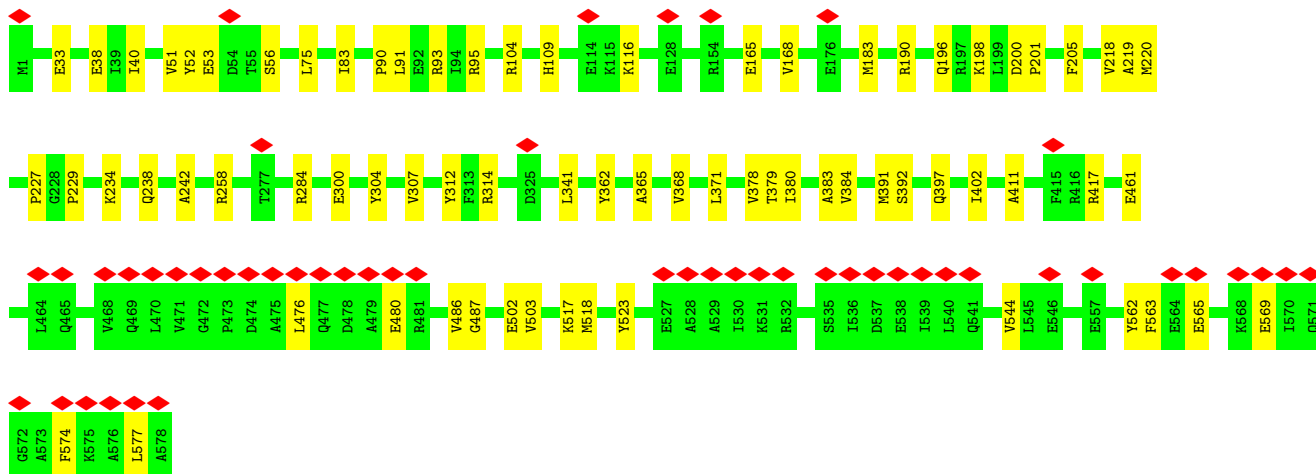 M1 E33 E38 I39 I40 V51 Y52 E53 D54 T55 S56 L75 I83 P90 L91 E92 R93 I94 R95 R104 H109 E114 K115 K116 E128 R154 E165 V168 E176 M183 R190 Q196 R197 K198 L199 D200 P201 F205 V218 A219 M220
P227 G228 P229 K234 Q238 A242 R258 T277 R284 E300 Y304 V307 Y312 F313 R314 D325 L341 Y362 A365 V368 L371 V378 T379 I380 A383 V384 M391 S392 Q397 I402 A411 F415 R416 R417 E461
L464 Q465 V468 Q469 L470 V471 G472 P473 D474 A475 L476 Q477 D478 A479 E480 R481 V486 G487 E502 V503 K517 M518 Y523 E527 A528 A529 I530 K531 R532 S535 I536 D537 E538 I539 L540 Q541 V544 L545 E546 E557 Y562 F563 E564 E565 K568 E569 I570 Q571
G572 A573 F574 K575 A576 L577 A578